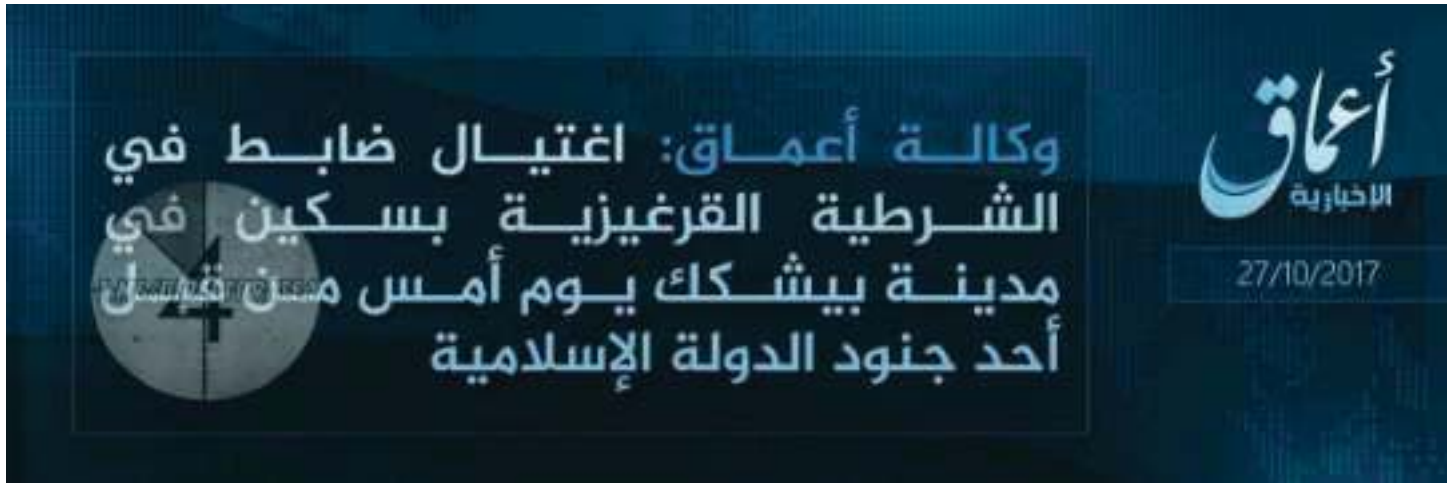 أعماق
الإخبارية
27/10/2017
وكالة أعماق: اغتيال ضابط في
الشرطية القرغيزية بسكين في
مدينة بيشكك يوم أمس من قبل
أحد جنود الدولة الإسلامية
4